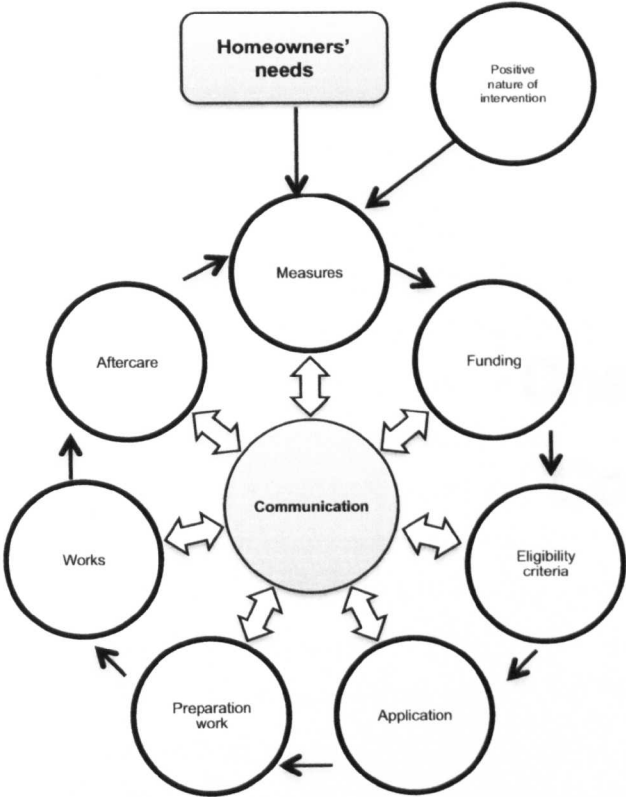 Homeowners'
needs
Positive
nature of
intervention
Measures
Aftercare
Funding
Communication
Works
Eligibility
criteria
Preparation
work
Application